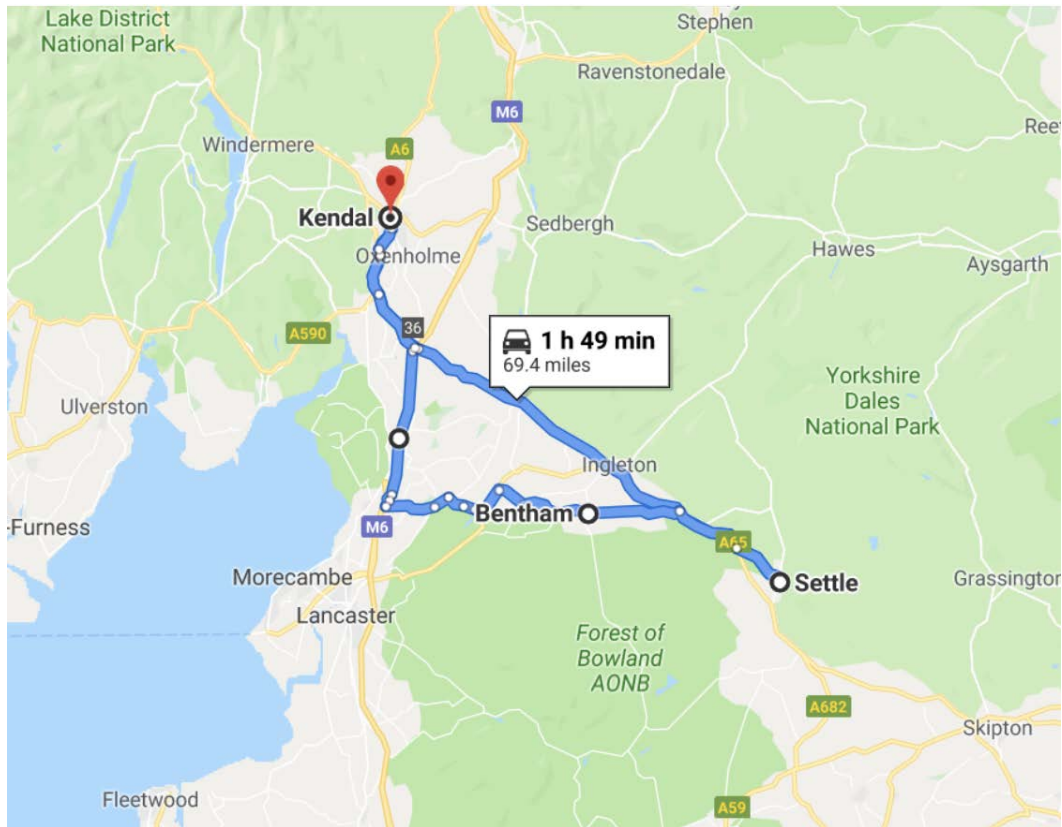 Lake District
National Park
Stephen
Ravenstonedale
M6
Reet
Windermere
A6
Kendal
Sedbergh
Oxenholme
Hawes
Aysgarth
36
A590
1 h 49 min
69.4 miles
Yorkshire
Dales
National Park
Ulverston
Ingleton
-Furness
M6
Bentham
A65
Settle
Morecambe
Grassington
Lancaster
Forest of
Bowland
AONB
A682
Skipton
Fleetwood
A59